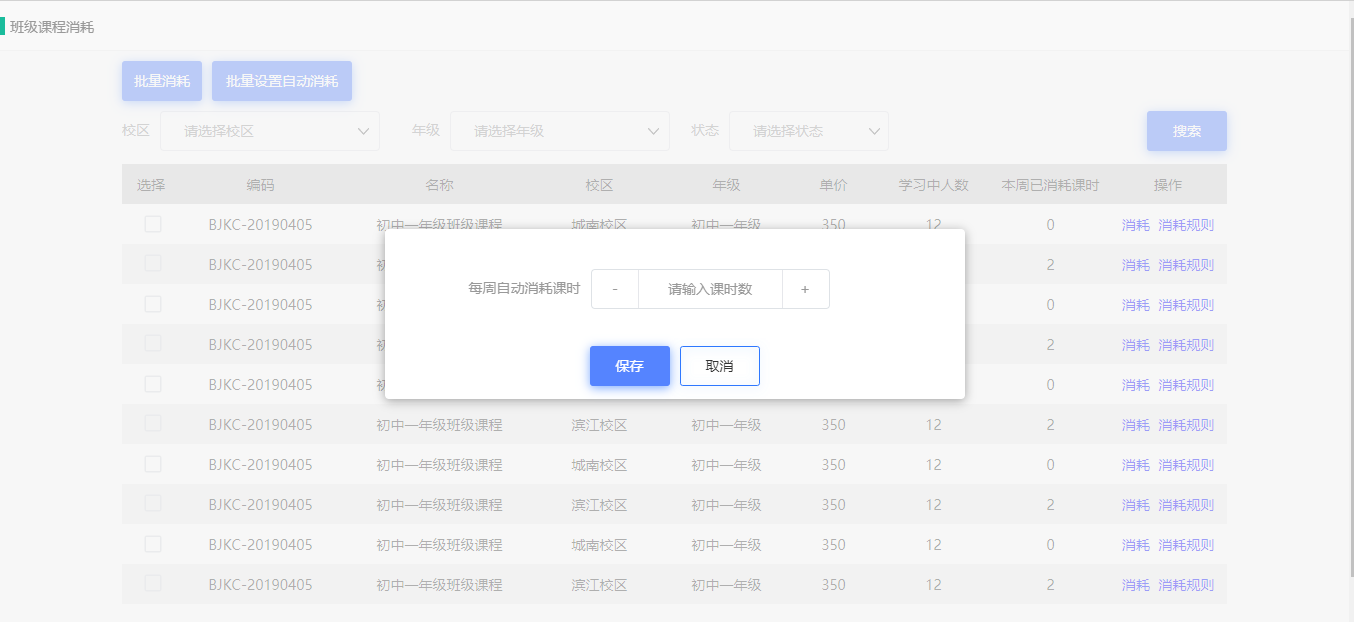 班级课程消耗
批量消耗 批量设置自动消耗
校区 请选择校区 年级 请选择年级 状态 请选择状态 搜索
选择 编码 名称 校区 年级 单价 学习中人数 本周已消耗课时 操作
BJKC-20190405 初中一年级班级课程 城南校区 初中一年级 350 12 0 消耗 消耗规则
BJKC-20190405 初 2 消耗 消耗规则
每周自动消耗课时 - 请输入课时数 +
BJKC-20190405 0 消耗 消耗规则
BJKC-20190405 初 2 消耗 消耗规则
保存 取消
BJKC-20190405 初 0 消耗 消耗规则
BJKC-20190405 初中一年级班级课程 滨江校区 初中一年级 350 12 2 消耗 消耗规则
BJKC-20190405 初中一年级班级课程 城南校区 初中一年级 350 12 0 消耗 消耗规则
BJKC-20190405 初中一年级班级课程 滨江校区 初中一年级 350 12 2 消耗 消耗规则
BJKC-20190405 初中一年级班级课程 城南校区 初中一年级 350 12 0 消耗 消耗规则
BJKC-20190405 初中一年级班级课程 滨江校区 初中一年级 350 12 2 消耗 消耗规则